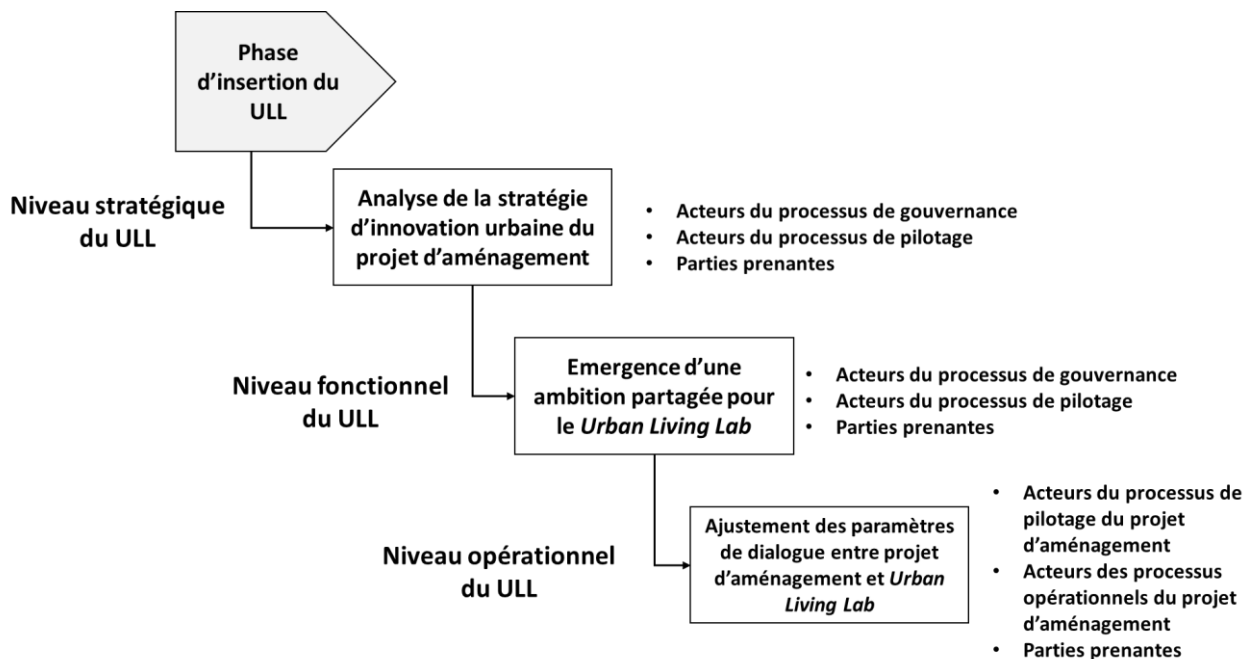 Phase
d’insertion du
ULL
Niveau stratégique
du ULL
Analyse de la stratégie
d’innovation urbaine du
projet d’aménagement
• Acteurs du processus de gouvernance
• Acteurs du processus de pilotage
• Parties prenantes
Niveau fonctionnel
du ULL
Emergence d’une
ambition partagée pour
le Urban Living Lab
• Acteurs du processus de gouvernance
• Acteurs du processus de pilotage
• Parties prenantes
Niveau opérationnel
du ULL
Ajustement des paramètres
de dialogue entre projet
d’aménagement et Urban
Living Lab
• Acteurs du processus de
pilotage du projet
d’aménagement
• Acteurs des processus
opérationnels du projet
d’aménagement
• Parties prenantes